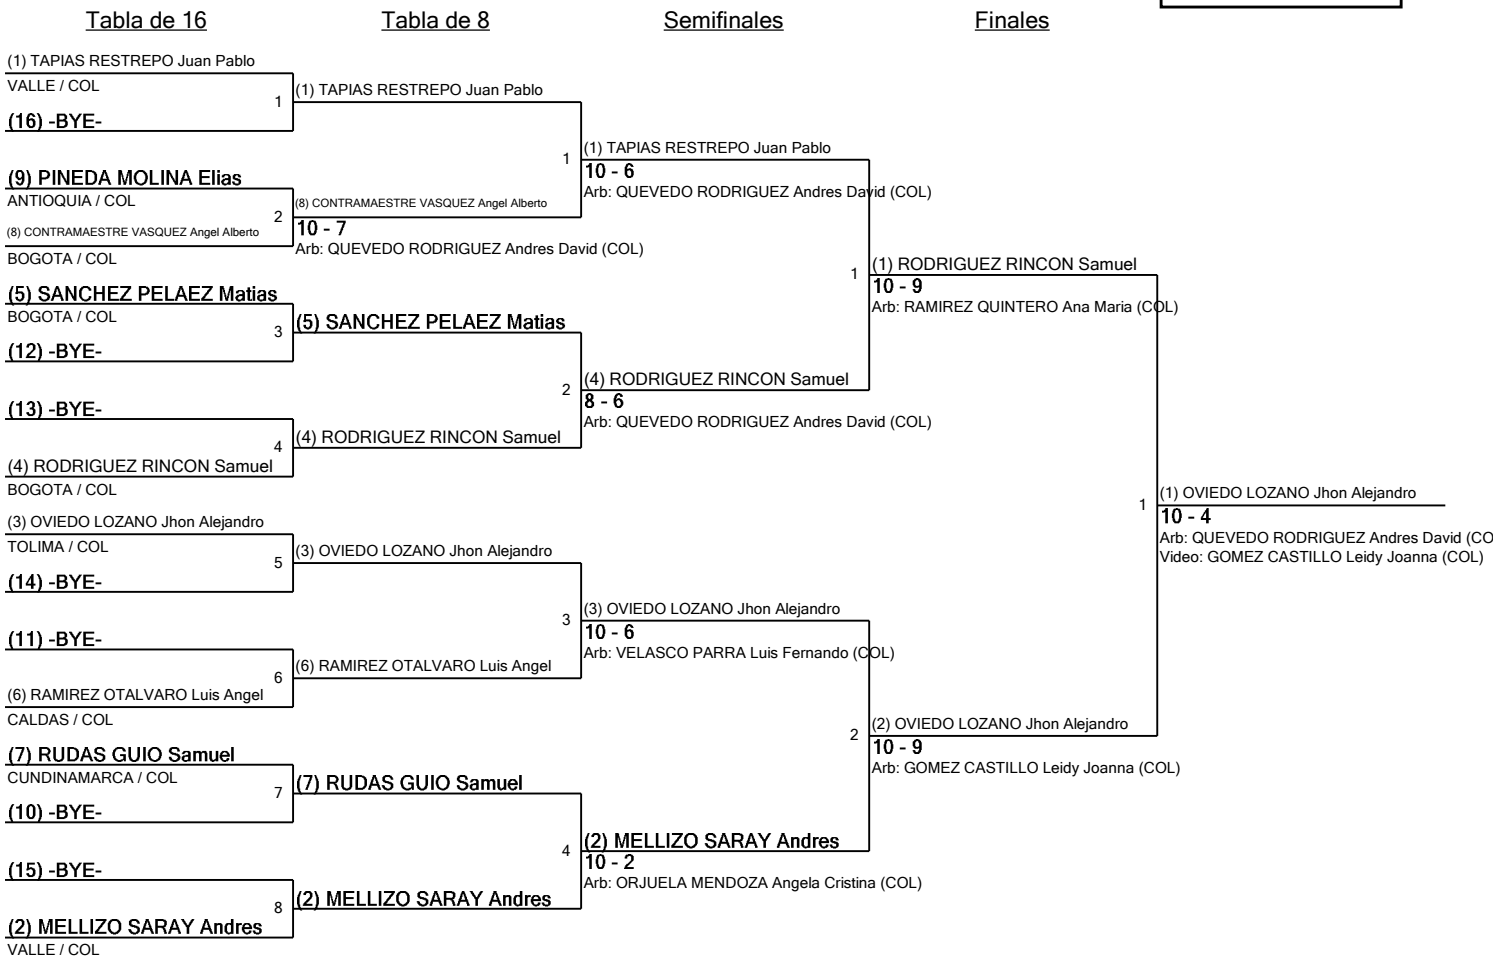 Tabla de 16
Tabla de 8
Semifinales
Finales
(1) TAPIAS RESTREPO Juan Pablo
VALLE / COL
1
(16) -BYE-
(9) PINEDA MOLINA Elias
ANTIOQUIA / COL
2
(8) CONTRAMAESTRE VASQUEZ Angel Alberto
BOGOTA / COL
(5) SANCHEZ PELAEZ Matias
BOGOTA / COL
3
(12) -BYE-
(13) -BYE-
4
(4) RODRIGUEZ RINCON Samuel
BOGOTA / COL
(3) OVIEDO LOZANO Jhon Alejandro
TOLIMA / COL
5
(14) -BYE-
(11) -BYE-
6
(6) RAMIREZ OTALVARO Luis Angel
CALDAS / COL
(7) RUDAS GUIO Samuel
CUNDINAMARCA / COL
7
(10) -BYE-
(15) -BYE-
8
(2) MELLIZO SARAY Andres
VALLE / COL
(1) TAPIAS RESTREPO Juan Pablo
1
(8) CONTRAMAESTRE VASQUEZ Angel Alberto
10 - 7
Arb: QUEVEDO RODRIGUEZ Andres David (COL)
(5) SANCHEZ PELAEZ Matias
2
(4) RODRIGUEZ RINCON Samuel
(3) OVIEDO LOZANO Jhon Alejandro
3
(6) RAMIREZ OTALVARO Luis Angel
(7) RUDAS GUIO Samuel
4
(2) MELLIZO SARAY Andres
(1) TAPIAS RESTREPO Juan Pablo
10 - 6
Arb: QUEVEDO RODRIGUEZ Andres David (COL)
1
(4) RODRIGUEZ RINCON Samuel
8 - 6
Arb: QUEVEDO RODRIGUEZ Andres David (COL)
(3) OVIEDO LOZANO Jhon Alejandro
10 - 6
Arb: VELASCO PARRA Luis Fernando (COL)
2
(2) MELLIZO SARAY Andres
10 - 2
Arb: ORJUELA MENDOZA Angela Cristina (COL)
(1) RODRIGUEZ RINCON Samuel
10 - 9
Arb: RAMIREZ QUINTERO Ana Maria (COL)
1
(2) OVIEDO LOZANO Jhon Alejandro
10 - 9
Arb: GOMEZ CASTILLO Leidy Joanna (COL)
(1) OVIEDO LOZANO Jhon Alejandro
10 - 4
Arb: QUEVEDO RODRIGUEZ Andres David (CO
Video: GOMEZ CASTILLO Leidy Joanna (COL)